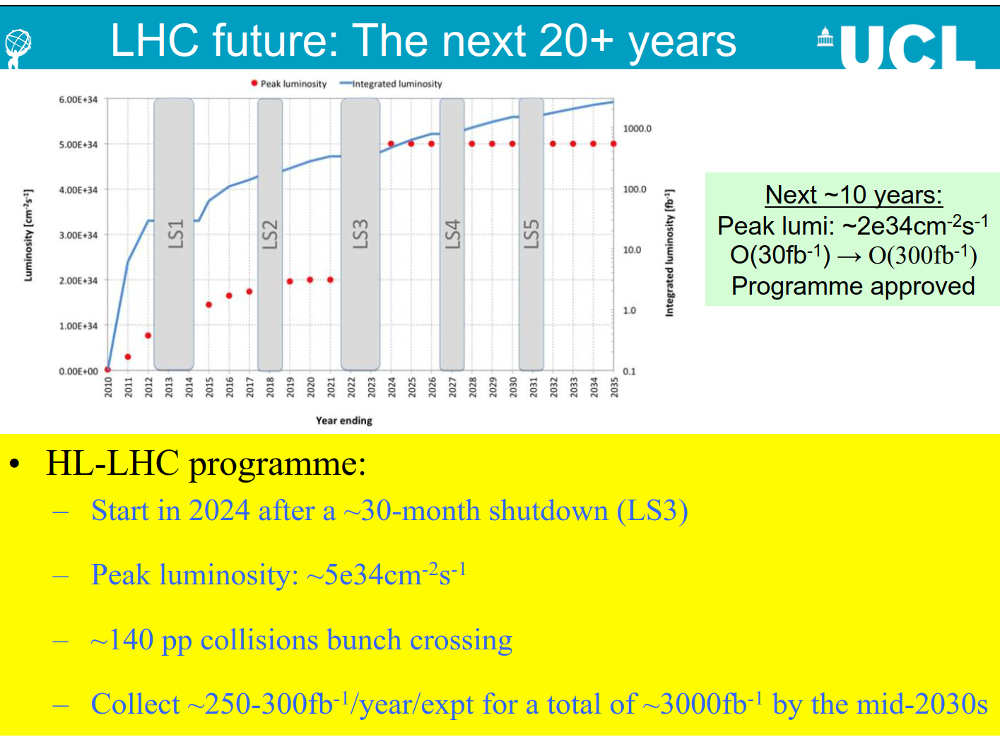 LHC future: The next 20+ years
UCL
Peak luminosity
Integrated luminosity
6.00E+34
5.00E+34
4.00E+34
3.00E+34
2.00E+34
1.00E+34
0.00E+00
Luminosity [cm-2s-1]
LS1
LS2
LS3
LS4
LS5
1000.0
100.0
10.0
1.0
0.1
Integrated luminosity [fb-1]
2010 2011 2012 2013 2014 2015 2016 2017 2018 2019 2020 2021 2022 2023 2024 2025 2026 2027 2028 2029 2030 2031 2032 2033 2034 2035
Year ending
Next ~10 years:
Peak lumi: ~2e34cm-2s-1
O(30fb-1) → O(300fb-1)
Programme approved
• HL-LHC programme:
– Start in 2024 after a ~30-month shutdown (LS3)
– Peak luminosity: ~5e34cm-2s-1
– ~140 pp collisions bunch crossing
– Collect ~250-300fb-1/year/expt for a total of ~3000fb-1 by the mid-2030s